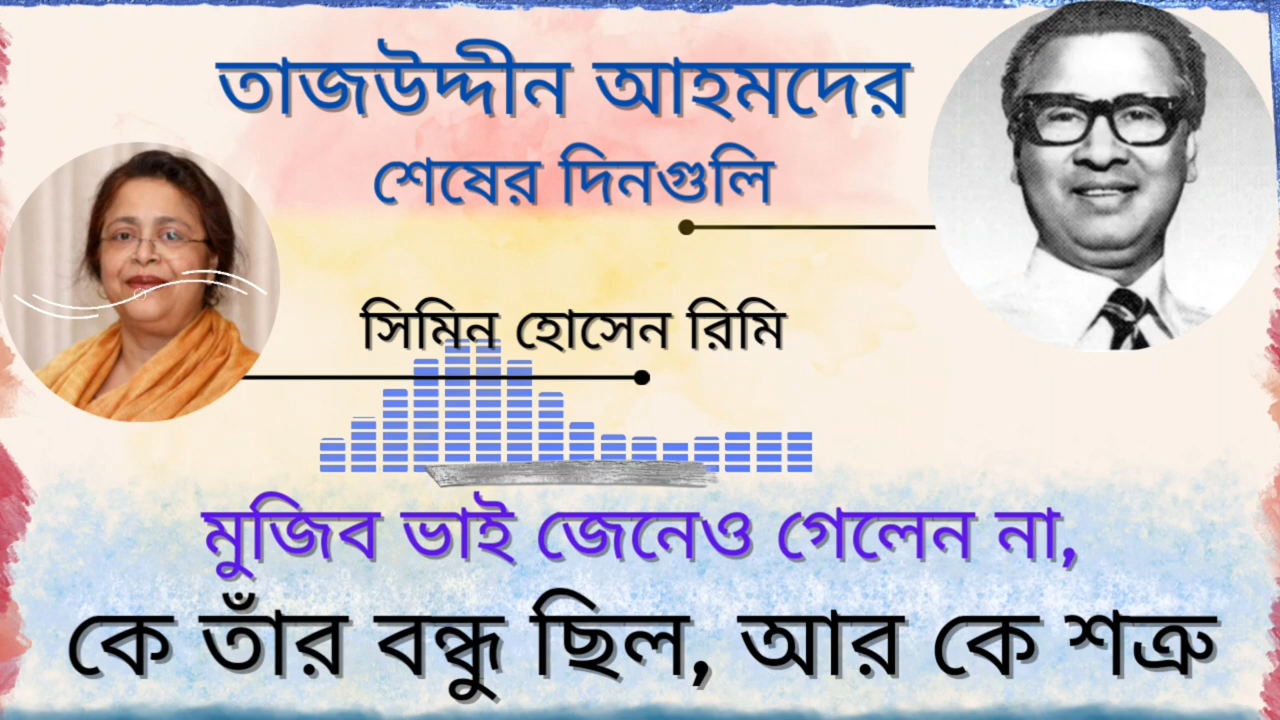 তাজউদ্দীন আহমদের
শেষের দিনগুলি
সিমিন হোসেন রিমি
মুজিব ভাই জেনেও গেলেন না,
কে তাঁর বন্ধু ছিল, আর কে শত্রু